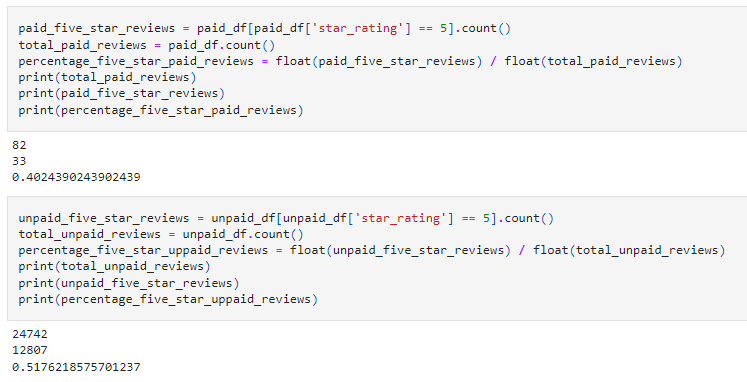 paid_five_star_reviews = paid_df[paid_df['star_rating'] == 5].count()
total_paid_reviews = paid_df.count()
percentage_five_star_paid_reviews = float(paid_five_star_reviews) / float(total_paid_reviews)
print(total_paid_reviews)
print(paid_five_star_reviews)
print(percentage_five_star_paid_reviews)
82
33
0.4024390243902439
unpaid_five_star_reviews = unpaid_df[unpaid_df['star_rating'] == 5].count()
total_unpaid_reviews = unpaid_df.count()
percentage_five_star_uppaid_reviews = float(unpaid_five_star_reviews) / float(total_unpaid_reviews)
print(total_unpaid_reviews)
print(unpaid_five_star_reviews)
print(percentage_five_star_uppaid_reviews)
24742
12807
0.5176218575701237